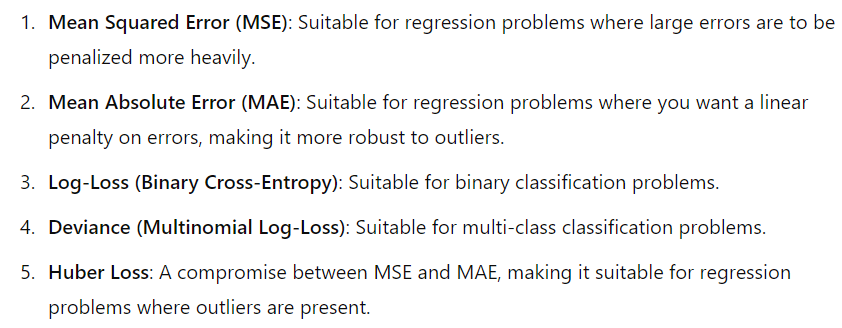 1. Mean Squared Error (MSE): Suitable for regression problems where large errors are to be
penalized more heavily.
2. Mean Absolute Error (MAE): Suitable for regression problems where you want a linear
penalty on errors, making it more robust to outliers.
3. Log-Loss (Binary Cross-Entropy): Suitable for binary classification problems.
4. Deviance (Multinomial Log-Loss): Suitable for multi-class classification problems.
5. Huber Loss: A compromise between MSE and MAE, making it suitable for regression
problems where outliers are present.